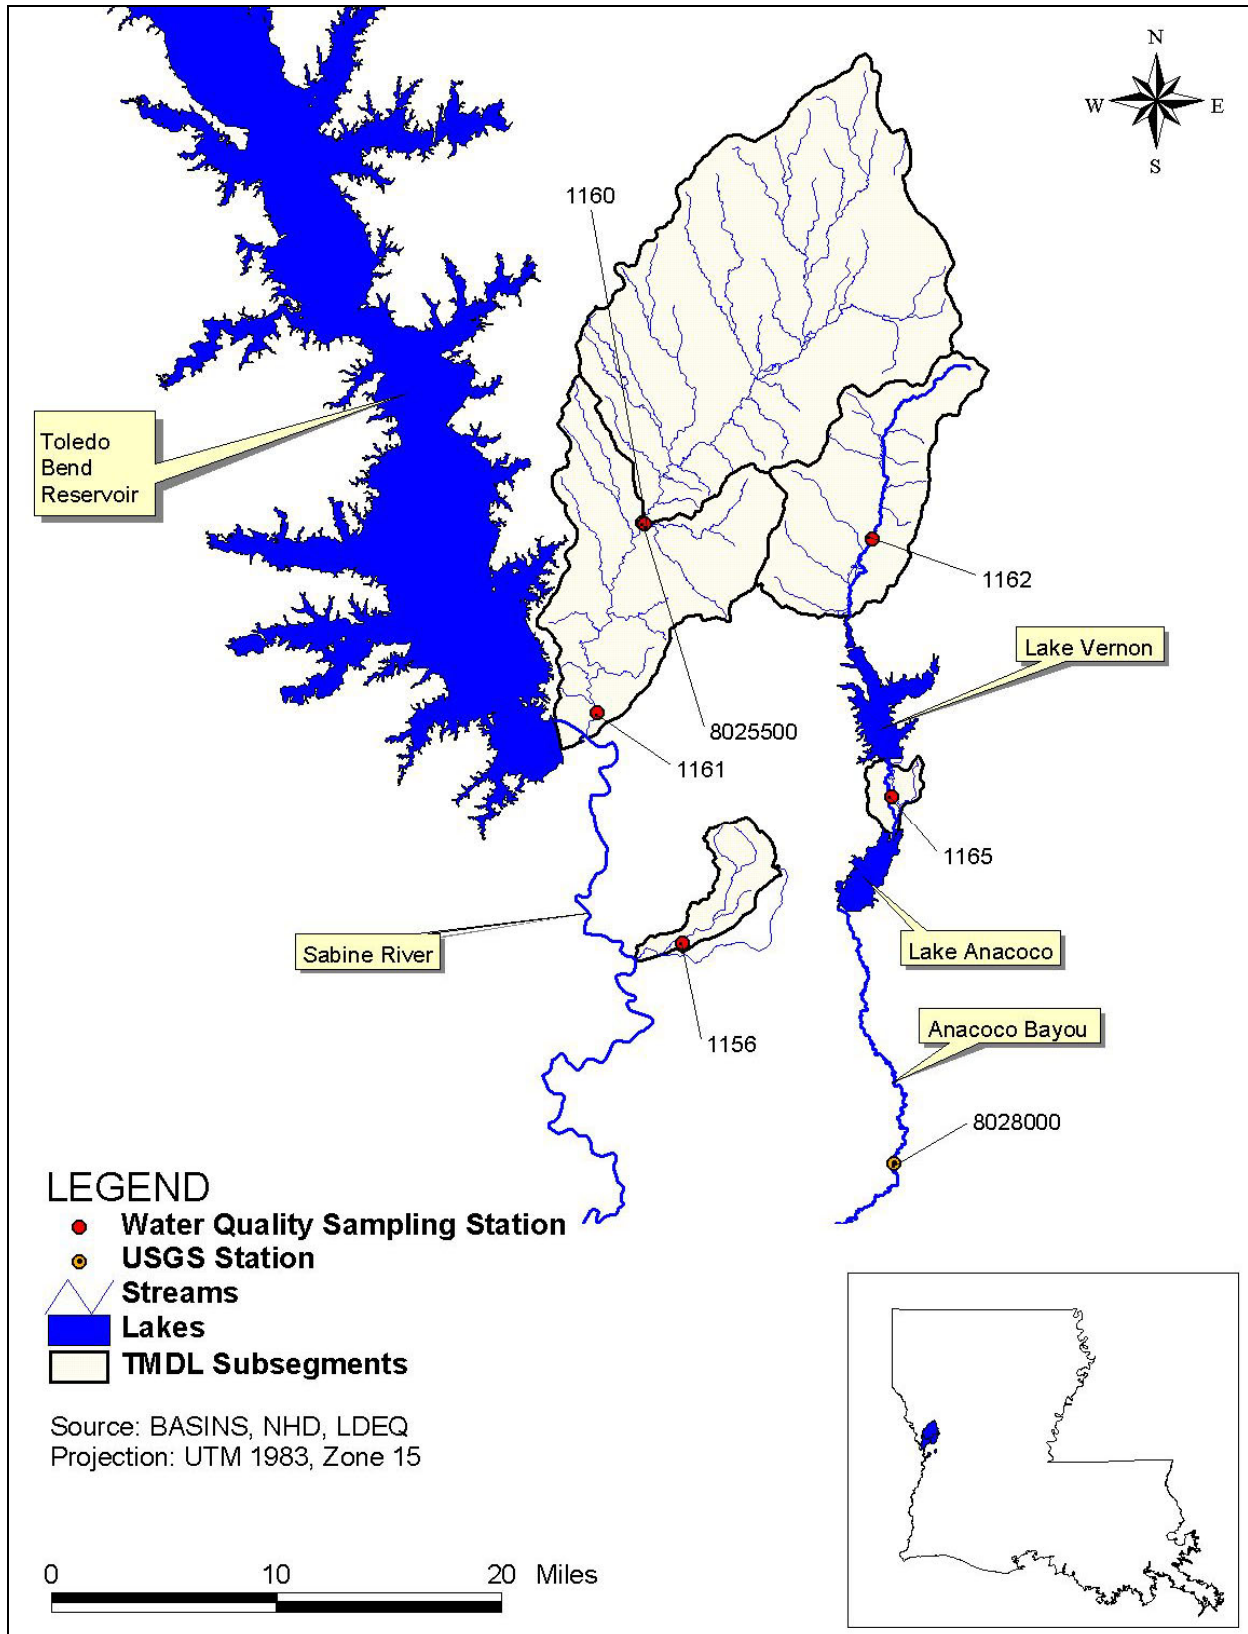 N
W
E
S
1160
Toledo
Bend
Reservoir
1162
Lake Vernon
8025500
1161
1165
Sabine River
Lake Anacoco
1156
Anacoco Bayou
8028000
LEGEND
Water Quality Sampling Station
USGS Station
Streams
Lakes
TMDL Subsegments
Source: BASINS, NHD, LDEQ
Projection: UTM 1983, Zone 15
0 10 20 Miles